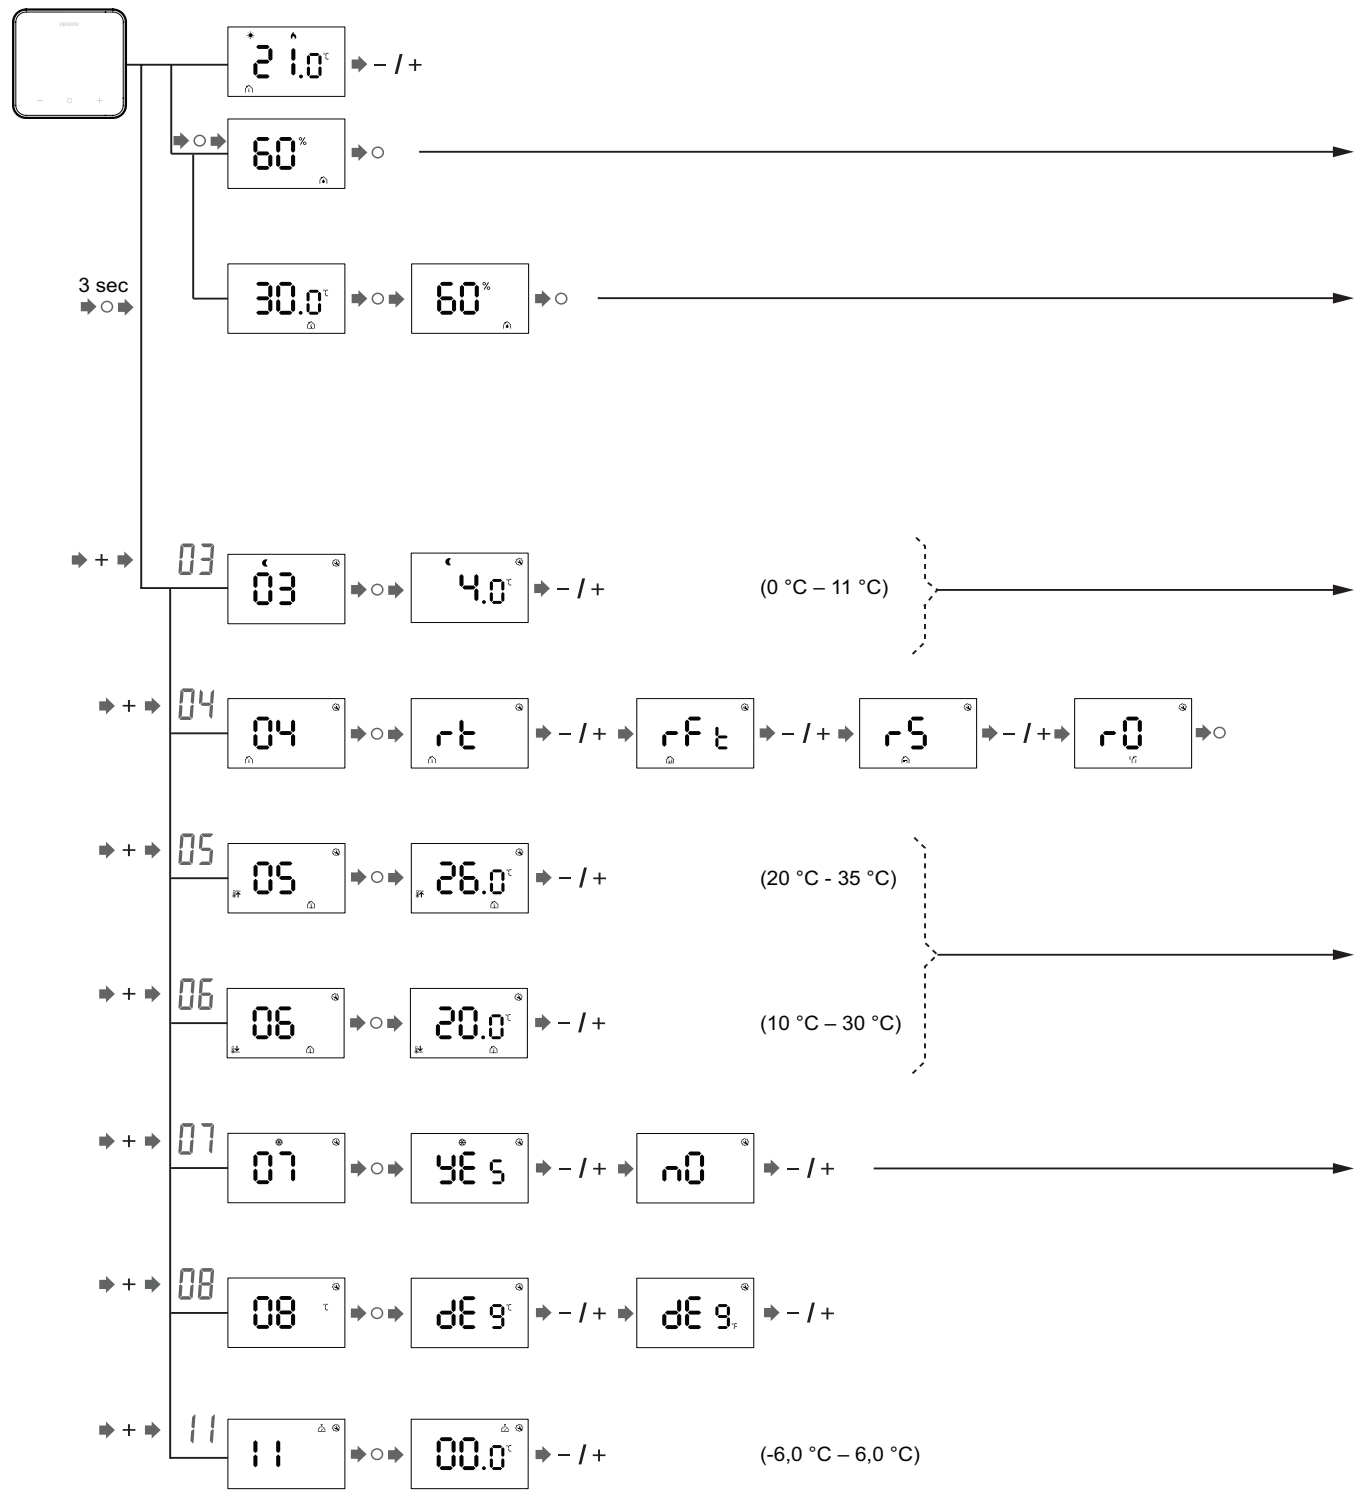 uponor
− ○ +
21.0 °C − / +
○ 60 % ○
3 sec
○
30.0 °C ○ 60 % ○
+ 03 03 ○ 4.0 °C − / + (0 °C – 11 °C)
+ 04 04 ○ rt − / + rFt − / + rS − / + r0 ○
+ 05 05 ○ 26.0 °C − / + (20 °C - 35 °C)
+ 06 06 ○ 20.0 °C − / + (10 °C – 30 °C)
+ 07 07 ○ YES − / + n0 − / +
+ 08 08 °C ○ dEg °C − / + dEg °F − / +
+ 11 11 ○ 00.0 °C − / + (-6,0 °C – 6,0 °C)